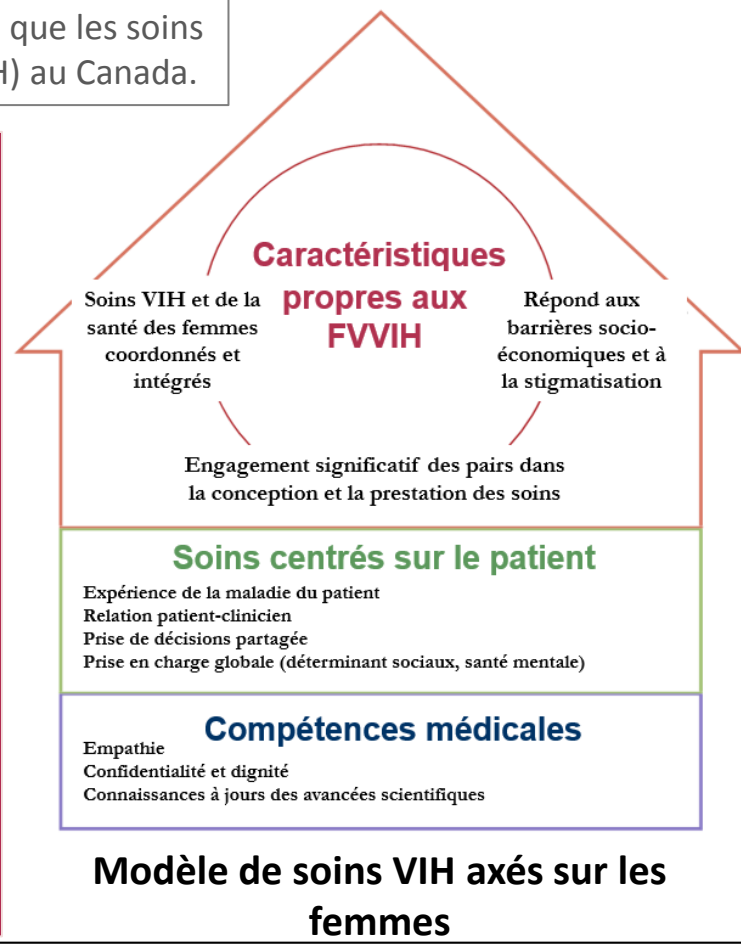 que les soins
H) au Canada.
Caractéristiques
propres aux
FVVIH
Soins VIH et de la
santé des femmes
coordonnés et
intégrés
Répond aux
barrières socio-
économiques et à
la stigmatisation
Engagement significatif des pairs dans
la conception et la prestation des soins
Soins centrés sur le patient
Expérience de la maladie du patient
Relation patient-clinicien
Prise de décisions partagée
Prise en charge globale (déterminant sociaux, santé mentale)
Compétences médicales
Empathie
Confidentialité et dignité
Connaissances à jours des avancées scientifiques
Modèle de soins VIH axés sur les
femmes